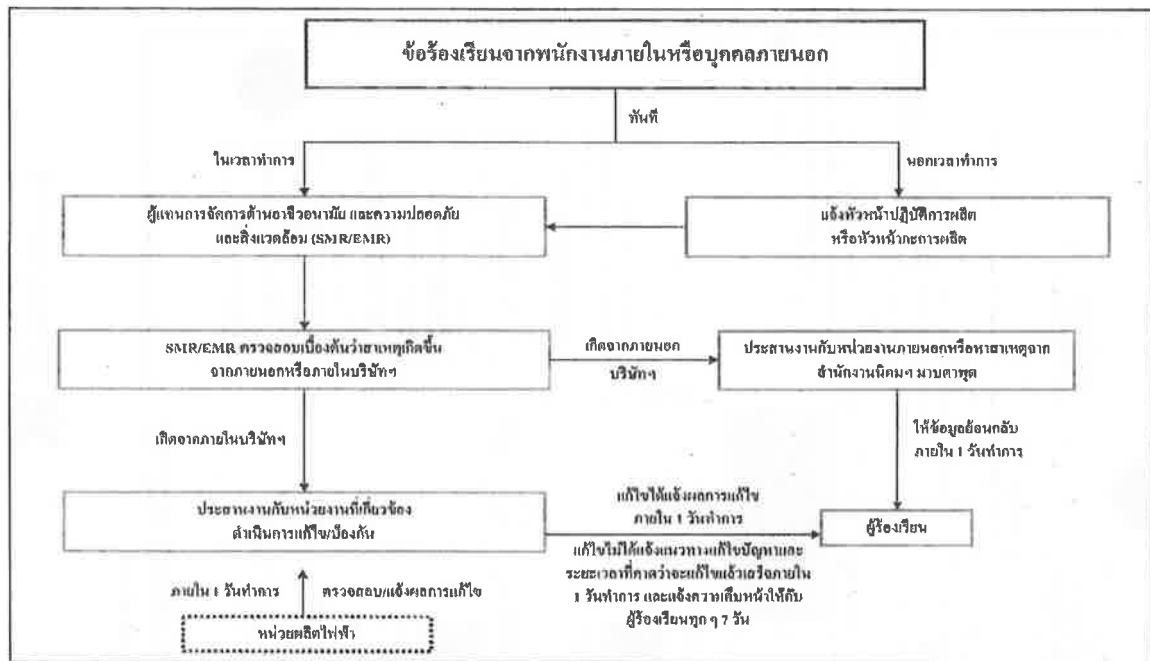 ข้อร้องเรียนจากพนักงานภายในหรือบุคคลภายนอก
ทันที
ในเวลาทำการ
นอกเวลาทำการ
ผู้แทนการจัดการด้านอาชีวอนามัย และความปลอดภัย
และสิ่งแวดล้อม (SMR/EMR)
แจ้งหัวหน้าปฏิบัติการผลิต
หรือหัวหน้ากะการผลิต
SMR/EMR ตรวจสอบเบื้องต้นว่าสาเหตุเกิดขึ้น
จากภายนอกหรือภายในบริษัทฯ
เกิดจากภายนอก
บริษัทฯ
ประสานงานกับหน่วยงานภายนอกหรือหาสาเหตุจาก
สำนักงานนิคมฯ มาบตาพุด
เกิดจากภายในบริษัทฯ
ให้ข้อมูลย้อนกลับ
ภายใน 1 วันทำการ
ประสานงานกับหน่วยงานที่เกี่ยวข้อง
ดำเนินการแก้ไข/ป้องกัน
แก้ไขได้แจ้งผลการแก้ไข
ภายใน 1 วันทำการ
ผู้ร้องเรียน
แก้ไขไม่ได้แจ้งแนวทางแก้ไขปัญหาและ
ระยะเวลาที่คาดว่าจะแก้ไขแล้วเสร็จภายใน
1 วันทำการ และแจ้งความคืบหน้าให้กับ
ผู้ร้องเรียนทุก ๆ 7 วัน
ภายใน 1 วันทำการ
ตรวจสอบ/แจ้งผลการแก้ไข
หน่วยผลิตไฟฟ้า